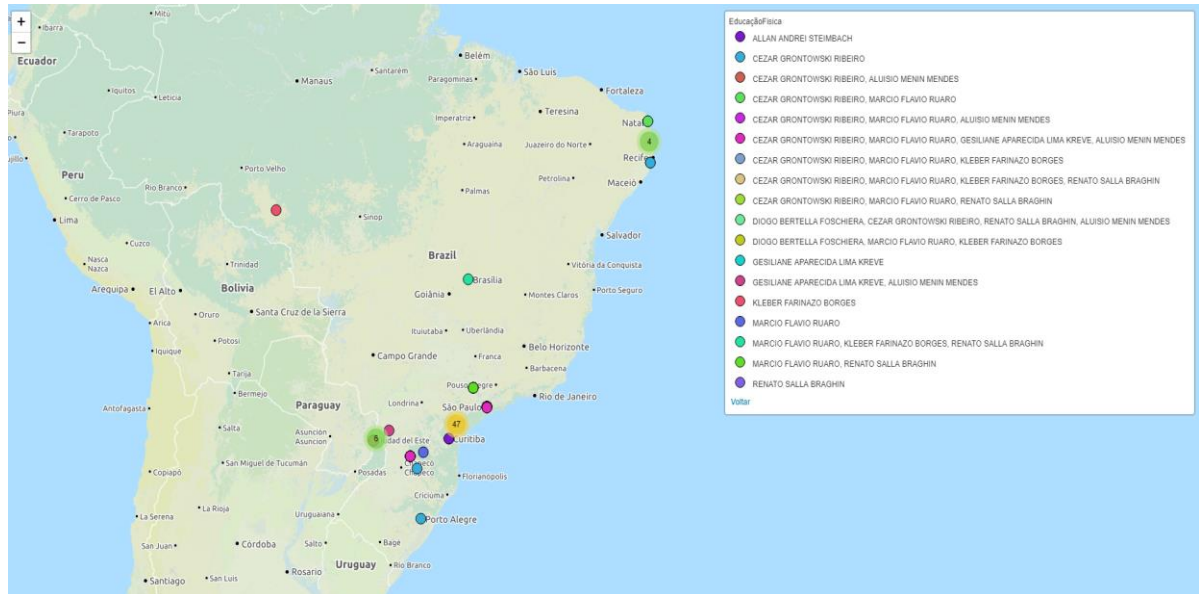 +
−
Ibarra
Mitú
Ecuador
Belém
São Luís
Santarém
Manaus
Paragominas
Fortaleza
Iquitos
Leticia
Teresina
Piura
Imperatriz
Natal
4
Tarapoto
Araguaína
Juazeiro do Norte
Recife
Peru
Porto Velho
Petrolina
Maceió
Rio Branco
Palmas
Cerro de Pasco
Lima
Sinop
Salvador
Cuzco
Brazil
Nasca
Nazca
Trinidad
Vitória da Conquista
Brasília
Arequipa
El Alto
Bolivia
Goiânia
Montes Claros
Porto Seguro
Oruro
Santa Cruz de la Sierra
Arica
Ituiutaba
Uberlândia
Potosí
Iquique
Campo Grande
Franca
Belo Horizonte
Barbacena
Tarija
Pouso Alegre
Bermejo
Antofagasta
Paraguay
Londrina
São Paulo
Rio de Janeiro
47
Salta
Asunción
Asuncion
6
Ciudad del Este
Curitiba
San Miguel de Tucumán
Chapecó
Chapeco
Copiapó
Posadas
Florianópolis
Criciúma
La Rioja
La Serena
Uruguaiana
Porto Alegre
San Juan
Córdoba
Salto
Bagé
Uruguay
Rio Branco
Rosario
Santiago
San Luis
EducaçãoFisica
ALLAN ANDREI STEIMBACH
CEZAR GRONTOWSKI RIBEIRO
CEZAR GRONTOWSKI RIBEIRO, ALUISIO MENIN MENDES
CEZAR GRONTOWSKI RIBEIRO, MARCIO FLAVIO RUARO
CEZAR GRONTOWSKI RIBEIRO, MARCIO FLAVIO RUARO, ALUISIO MENIN MENDES
CEZAR GRONTOWSKI RIBEIRO, MARCIO FLAVIO RUARO, GESILIANE APARECIDA LIMA KREVE, ALUISIO MENIN MENDES
CEZAR GRONTOWSKI RIBEIRO, MARCIO FLAVIO RUARO, KLEBER FARINAZO BORGES
CEZAR GRONTOWSKI RIBEIRO, MARCIO FLAVIO RUARO, KLEBER FARINAZO BORGES, RENATO SALLA BRAGHIN
CEZAR GRONTOWSKI RIBEIRO, MARCIO FLAVIO RUARO, RENATO SALLA BRAGHIN
DIOGO BERTELLA FOSCHIERA, CEZAR GRONTOWSKI RIBEIRO, RENATO SALLA BRAGHIN, ALUISIO MENIN MENDES
DIOGO BERTELLA FOSCHIERA, MARCIO FLAVIO RUARO, KLEBER FARINAZO BORGES
GESILIANE APARECIDA LIMA KREVE
GESILIANE APARECIDA LIMA KREVE, ALUISIO MENIN MENDES
KLEBER FARINAZO BORGES
MARCIO FLAVIO RUARO
MARCIO FLAVIO RUARO, KLEBER FARINAZO BORGES, RENATO SALLA BRAGHIN
MARCIO FLAVIO RUARO, RENATO SALLA BRAGHIN
RENATO SALLA BRAGHIN
Voltar